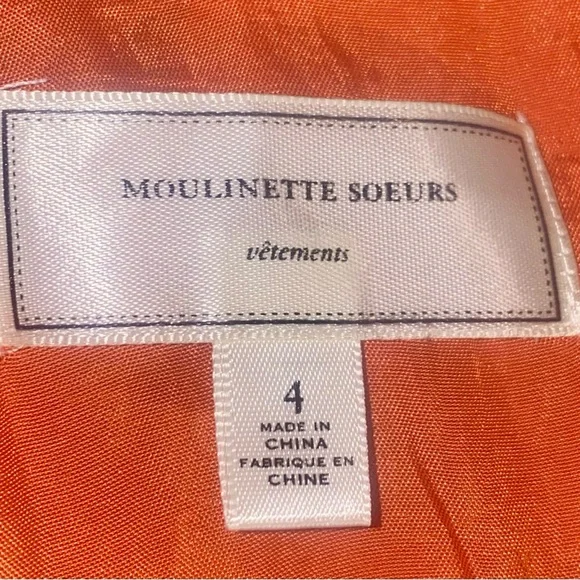 MOULINETTE SOEURS
vêtements
4
MADE IN
CHINA
FABRIQUE EN
CHINE